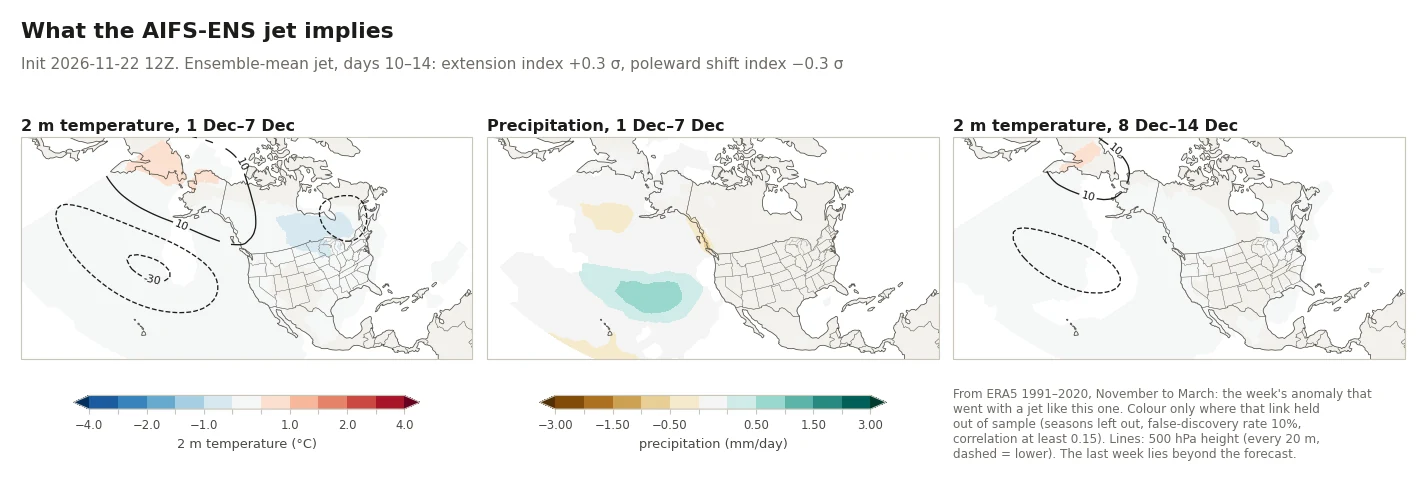 What the AIFS-ENS jet implies
Init 2026-11-22 12Z. Ensemble-mean jet, days 10–14: extension index +0.3 σ, poleward shift index −0.3 σ
2 m temperature, 1 Dec–7 Dec
Precipitation, 1 Dec–7 Dec
2 m temperature, 8 Dec–14 Dec
10
10
-30
10
10
−4.0 −2.0 −1.0 1.0 2.0 4.0
2 m temperature (°C)
−3.00 −1.50 −0.50 0.50 1.50 3.00
precipitation (mm/day)
From ERA5 1991–2020, November to March: the week's anomaly that
went with a jet like this one. Colour only where that link held
out of sample (seasons left out, false-discovery rate 10%,
correlation at least 0.15). Lines: 500 hPa height (every 20 m,
dashed = lower). The last week lies beyond the forecast.